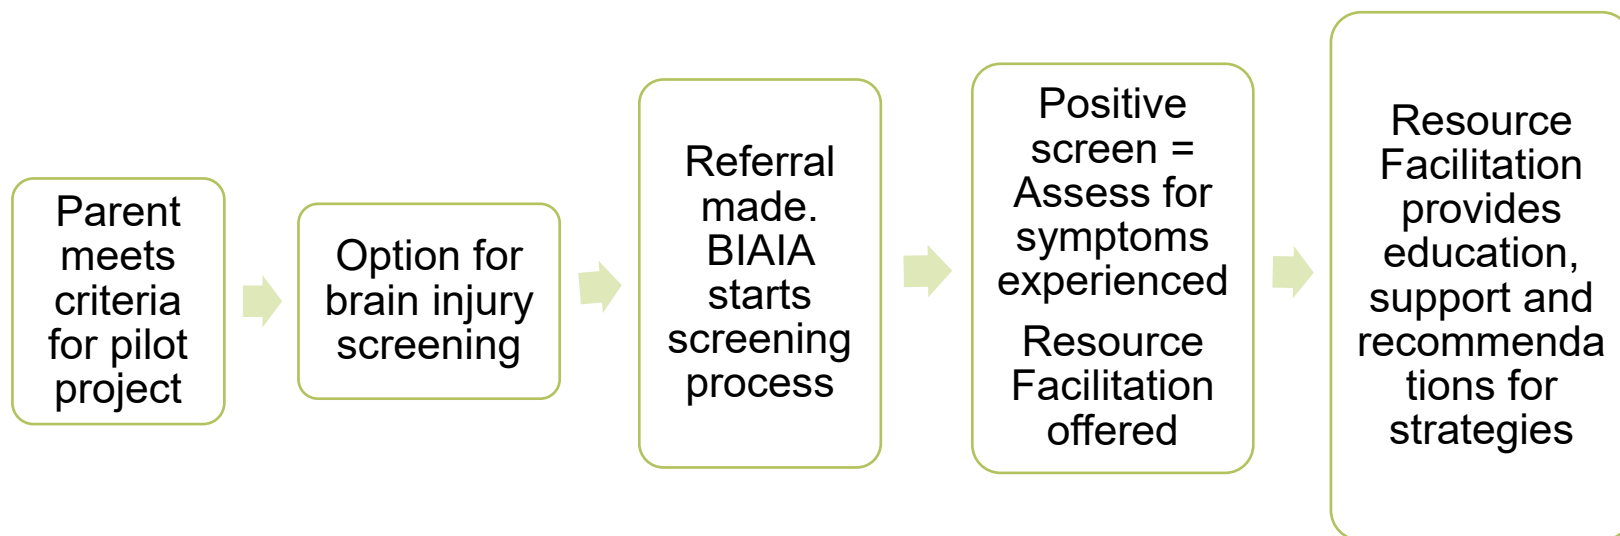 Parent
meets
criteria
for pilot
project
Option for
brain injury
screening
Referral
made.
BIAIA
starts
screening
process
Positive
screen =
Assess for
symptoms
experienced
Resource
Facilitation
offered
Resource
Facilitation
provides
education,
support and
recommenda
tions for
strategies